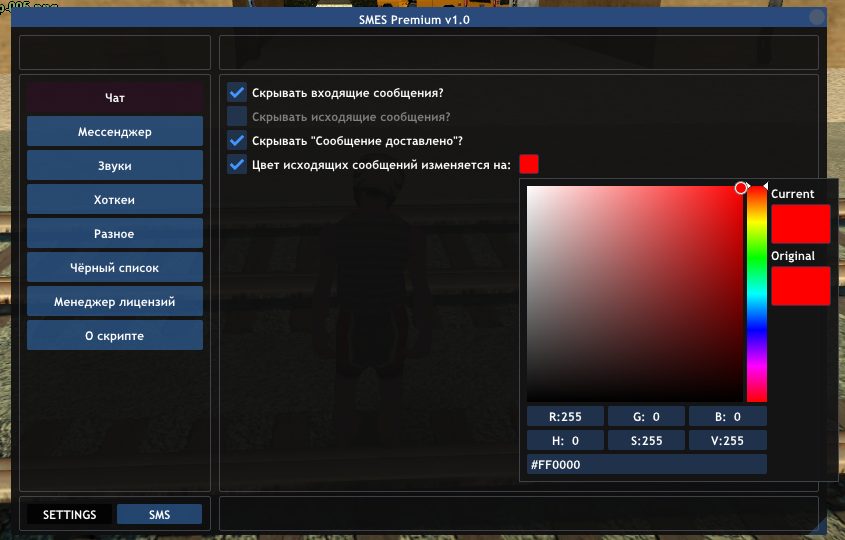 SMES Premium v1.0
Чат
Мессенджер
Звуки
Хоткеи
Разное
Чёрный список
Менеджер лицензий
О скрипте
SETTINGS
SMS
Скрывать входящие сообщения?
Скрывать исходящие сообщения?
Скрывать "Сообщение доставлено"?
Цвет исходящих сообщений изменяется на:
Current
Original
R:255 G: 0 B: 0
H: 0 S:255 V:255
#FF0000